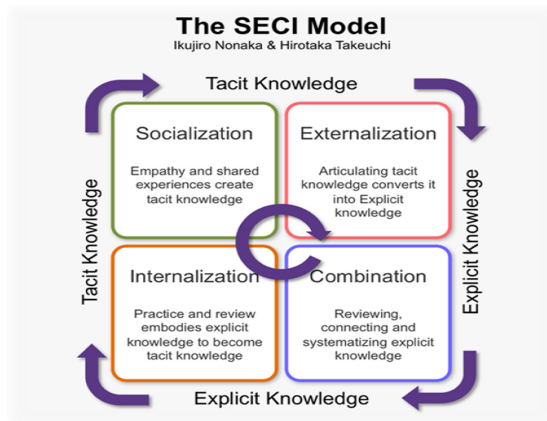 The SECI Model
Ikujiro Nonaka & Hirotaka Takeuchi
Tacit Knowledge
Socialization
Empathy and shared
experiences create
tacit knowledge
Externalization
Articulating tacit
knowledge converts it
into Explicit
knowledge
Tacit Knowledge
Explicit Knowledge
Internalization
Practice and review
embodies explicit
knowledge to become
tacit knowledge
Combination
Reviewing,
connecting and
systematizing explicit
knowledge
Explicit Knowledge